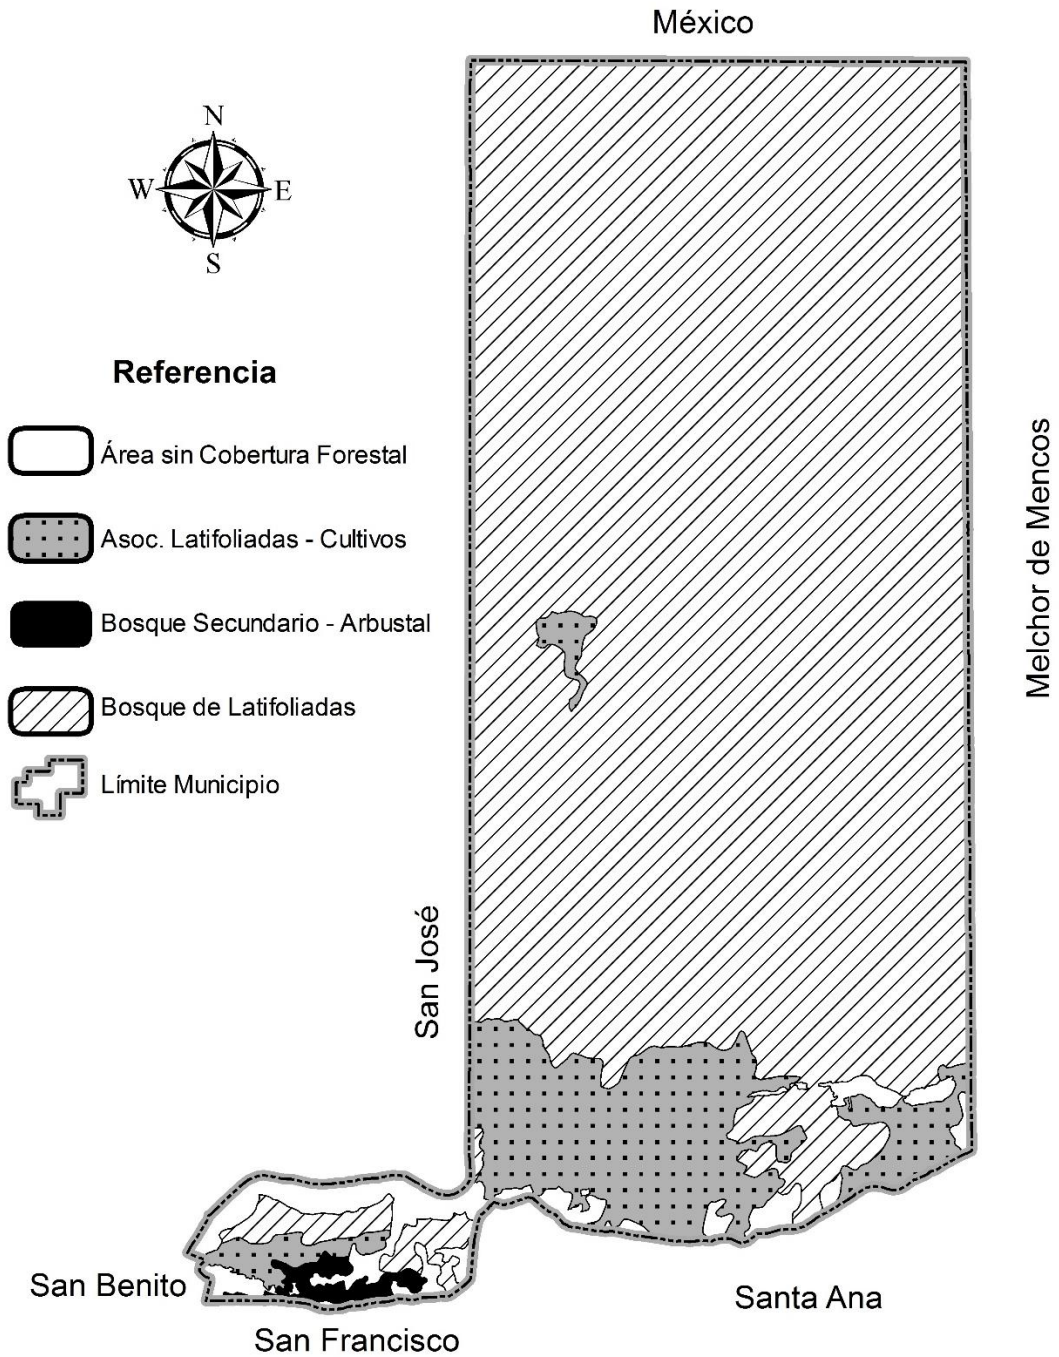 México
N
W
E
S
Referencia
Área sin Cobertura Forestal
Asoc. Latifoliadas - Cultivos
Bosque Secundario - Arbustal
Bosque de Latifoliadas
Límite Municipio
Melchor de Mencos
San José
San Benito
Santa Ana
San Francisco